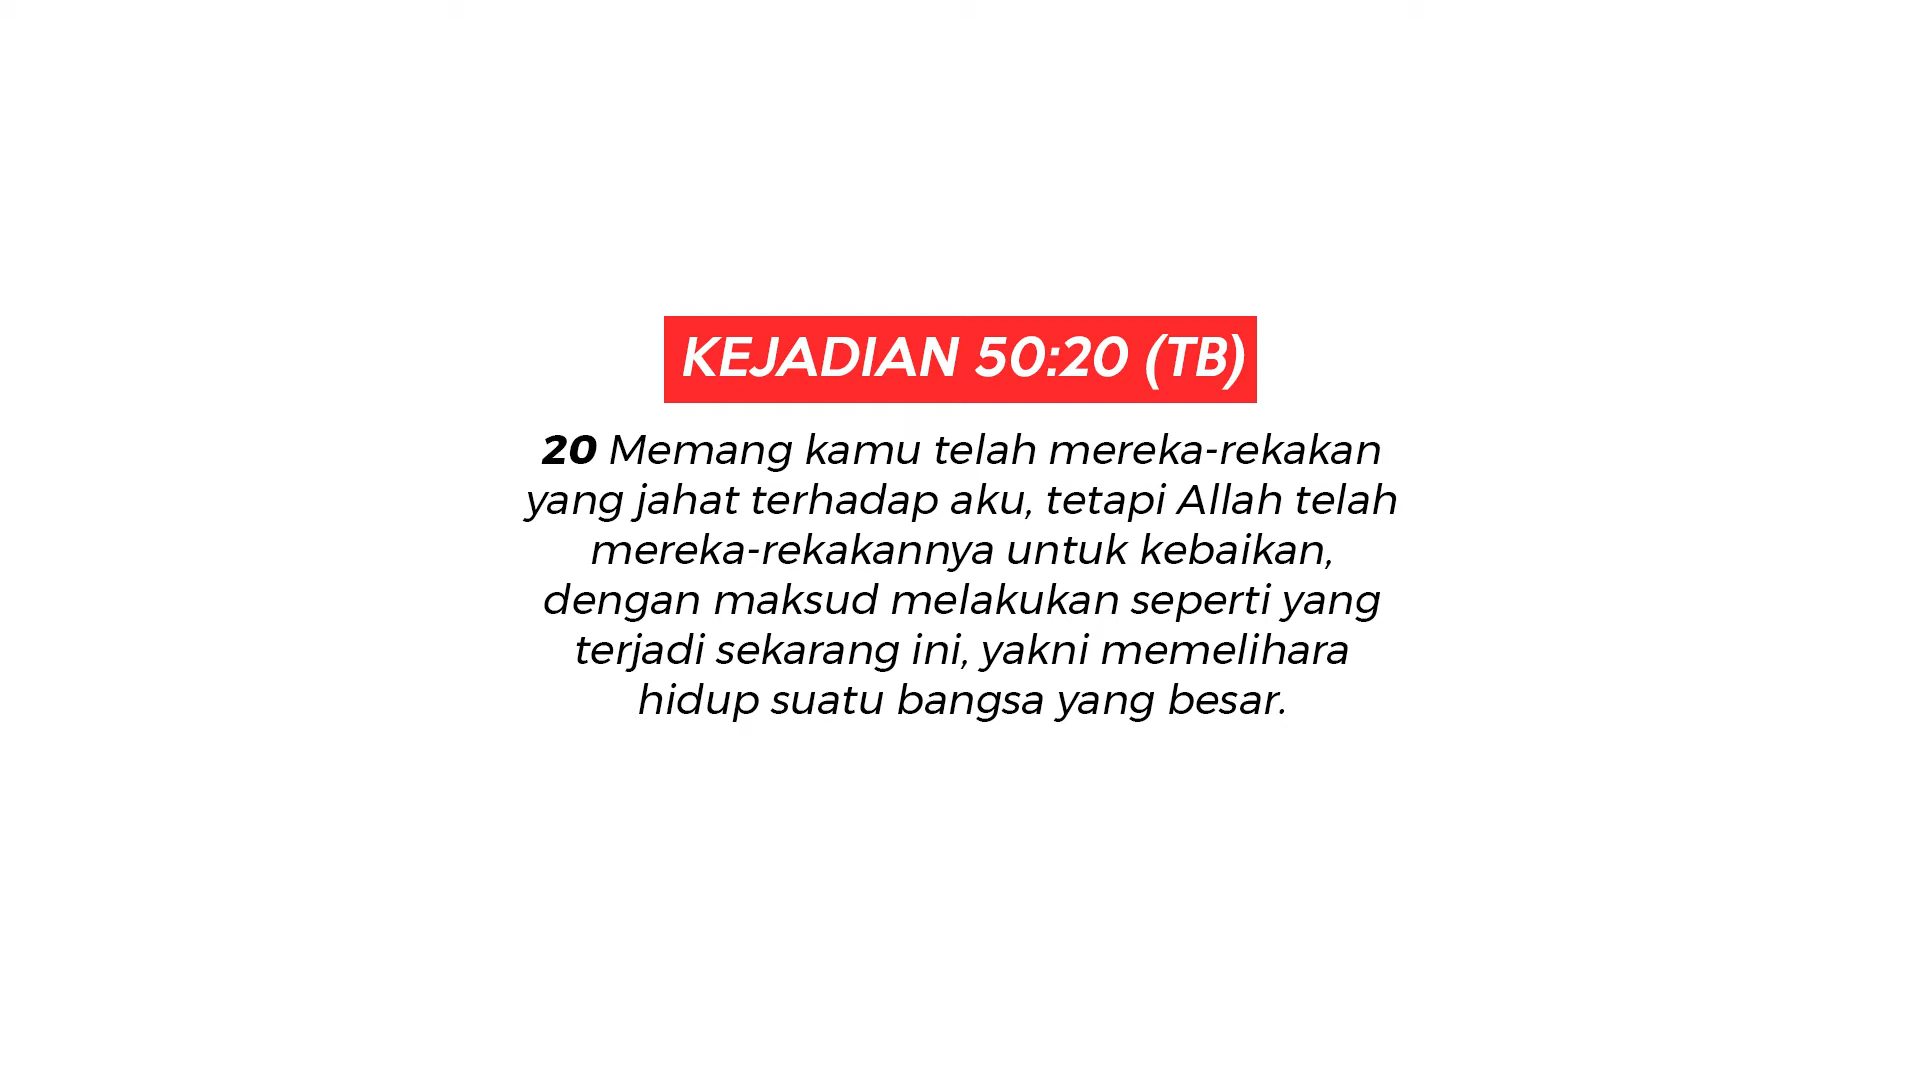 KEJADIAN 50:20 (TB)
20 Memang kamu telah mereka-rekakan
yang jahat terhadap aku, tetapi Allah telah
mereka-rekakannya untuk kebaikan,
dengan maksud melakukan seperti yang
terjadi sekarang ini, yakni memelihara
hidup suatu bangsa yang besar.